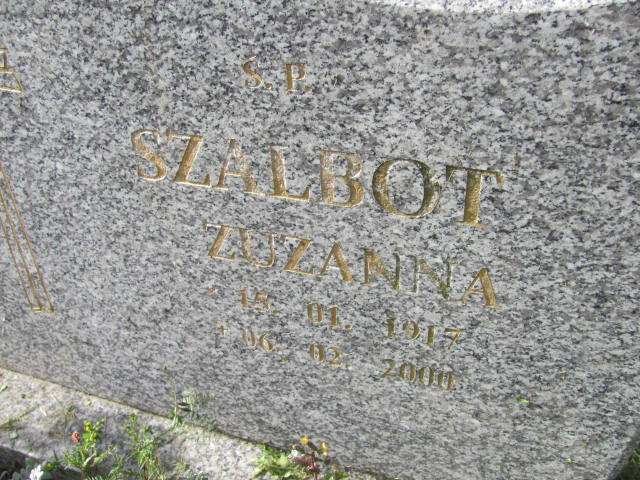 Ś. P.
SZALBOT
ZUZANNA
* 15. 01. 1917
+ 06. 02. 2000